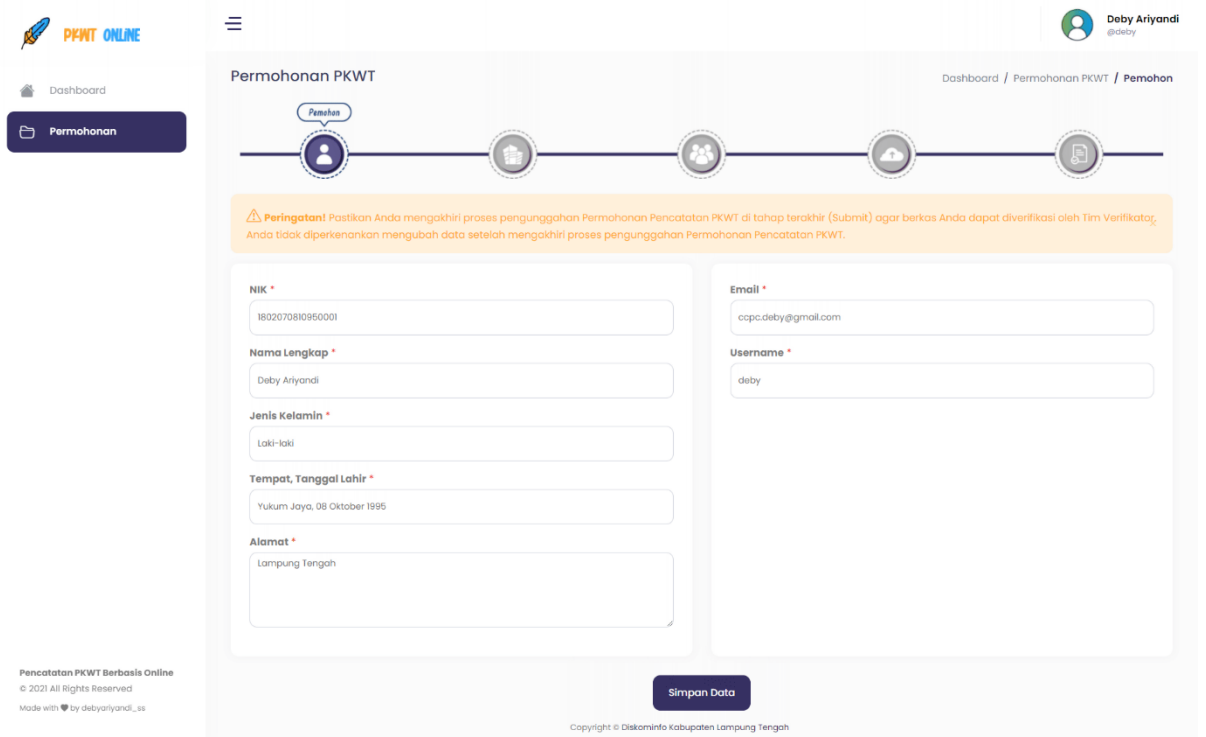 PKWT ONLINE
Deby Ariyandi
@deby
Dashboard
Permohonan
Permohonan PKWT
Dashboard / Permohonan PKWT / Pemohon
Pemohon
Peringatan! Pastikan Anda mengakhiri proses pengunggahan Permohonan Pencatatan PKWT di tahap terakhir (Submit) agar berkas Anda dapat diverifikasi oleh Tim Verifikator,
Anda tidak diperkenankan mengubah data setelah mengakhiri proses pengunggahan Permohonan Pencatatan PKWT.
NIK *
1802070810950001
Nama Lengkap *
Deby Ariyandi
Jenis Kelamin *
Laki-laki
Tempat, Tanggal Lahir *
Yukum Jaya, 08 Oktober 1995
Alamat *
Lampung Tengah
Email *
ccpc.deby@gmail.com
Username *
deby
Simpan Data
Pencatatan PKWT Berbasis Online
© 2021 All Rights Reserved
Made with ♥ by debyariyandi_ss
Copyright © Diskominfo Kabupaten Lampung Tengah